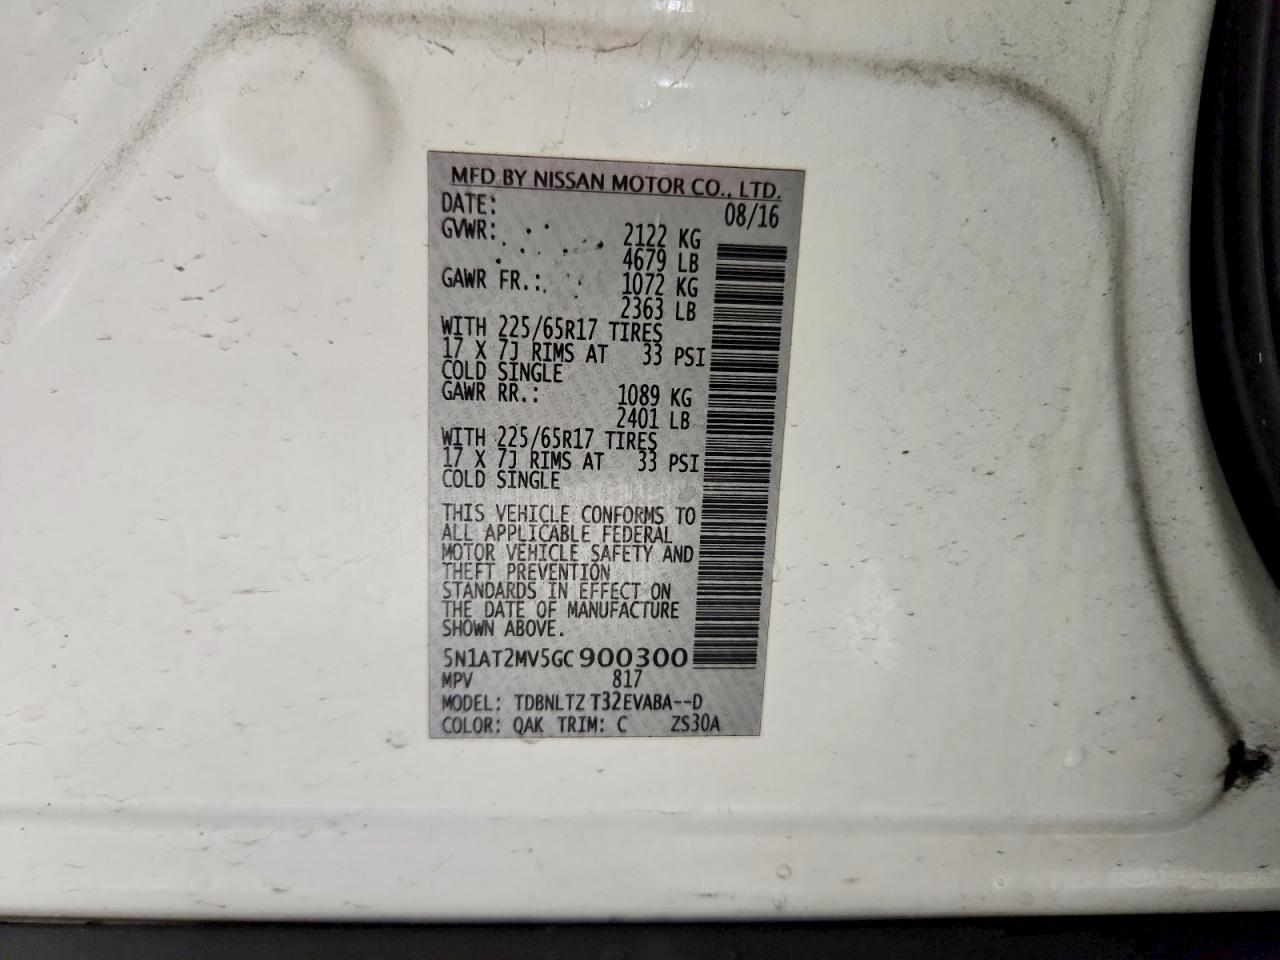 MFD BY NISSAN MOTOR CO., LTD.
DATE: 08/16
GVWR: 2122 KG
4679 LB
GAWR FR.: 1072 KG
2363 LB
WITH 225/65R17 TIRES
17 X 7J RIMS AT 33 PSI
COLD SINGLE
GAWR RR.: 1089 KG
2401 LB
WITH 225/65R17 TIRES
17 X 7J RIMS AT 33 PSI
COLD SINGLE
THIS VEHICLE CONFORMS TO
ALL APPLICABLE FEDERAL
MOTOR VEHICLE SAFETY AND
THEFT PREVENTION
STANDARDS IN EFFECT ON
THE DATE OF MANUFACTURE
SHOWN ABOVE.
5N1AT2MV5GC900300
MPV 817
MODEL: TDBNLTZ T32EVABA--D
COLOR: QAK TRIM: C ZS30A